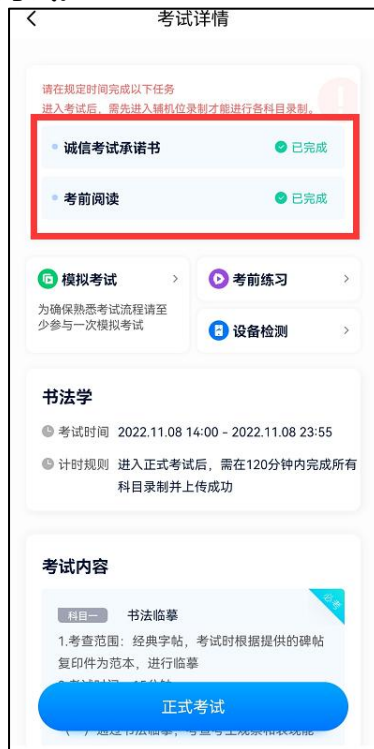 考试详情
请在规定时间完成以下任务
进入考试后,需先进入辅机位录制才能进行各科目录制。
诚信考试承诺书 已完成
考前阅读 已完成
模拟考试
为确保熟悉考试流程请至
少参与一次模拟考试
考前练习
设备检测
书法学
考试时间 2022.11.08 14:00 - 2022.11.08 23:55
计时规则 进入正式考试后,需在120分钟内完成所有
科目录制并上传成功
考试内容
必考
科目一 书法临摹
1.考查范围:经典字帖,考试时根据提供的碑帖
复印件为范本,进行临摹
正式考试